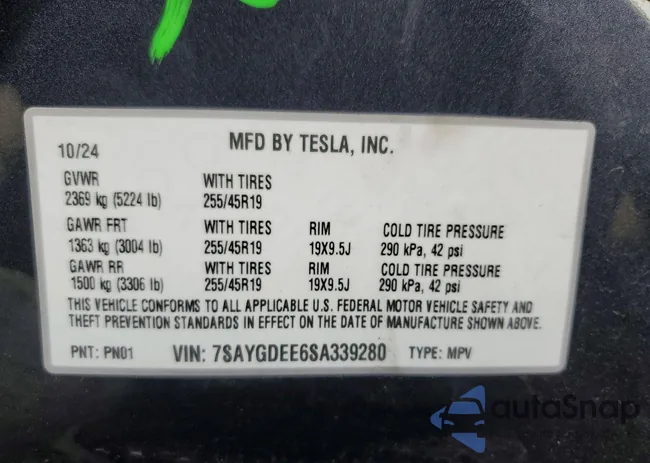 10/24
MFD BY TESLA, INC.
GVWR WITH TIRES
2369 kg (5224 lb) 255/45R19
GAWR FRT WITH TIRES RIM COLD TIRE PRESSURE
1363 kg (3004 lb) 255/45R19 19X9.5J 290 kPa, 42 psi
GAWR RR WITH TIRES RIM COLD TIRE PRESSURE
1500 kg (3306 lb) 255/45R19 19X9.5J 290 kPa, 42 psi
THIS VEHICLE CONFORMS TO ALL APPLICABLE U.S. FEDERAL MOTOR VEHICLE SAFETY AND
THEFT PREVENTION STANDARDS IN EFFECT ON THE DATE OF MANUFACTURE SHOWN ABOVE.
PNT: PN01 VIN: 7SAYGDEE6SA339280 TYPE: MPV
autoSnap